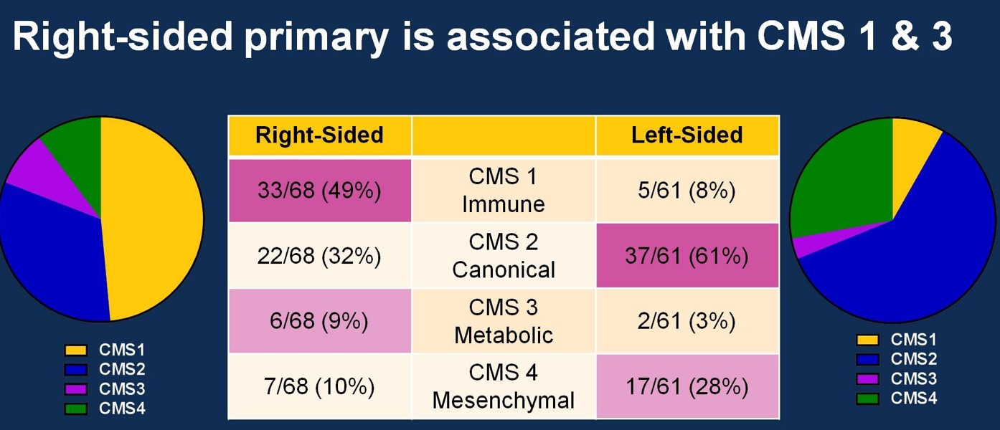 Right-sided primary is associated with CMS 1 & 3
Right-Sided
Left-Sided
33/68 (49%)
CMS 1
Immune
5/61 (8%)
22/68 (32%)
CMS 2
Canonical
37/61 (61%)
6/68 (9%)
CMS 3
Metabolic
2/61 (3%)
7/68 (10%)
CMS 4
Mesenchymal
17/61 (28%)
CMS1
CMS2
CMS3
CMS4
CMS1
CMS2
CMS3
CMS4